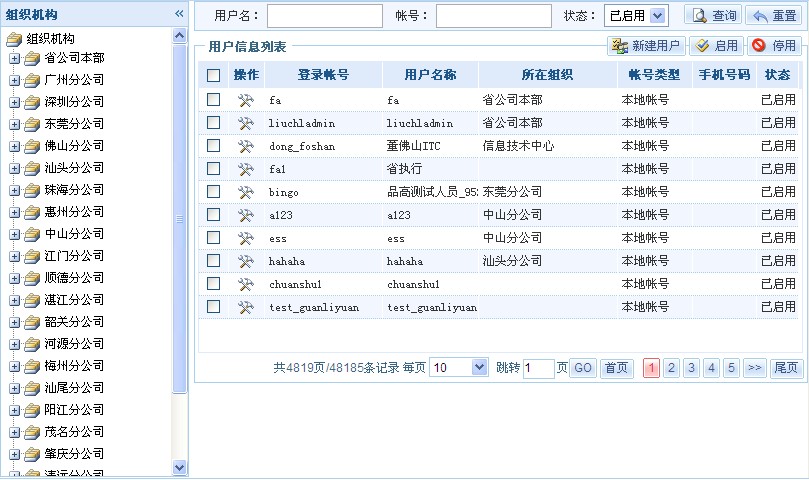 组织机构 «
组织机构
省公司本部
广州分公司
深圳分公司
东莞分公司
佛山分公司
汕头分公司
珠海分公司
惠州分公司
中山分公司
江门分公司
顺德分公司
湛江分公司
韶关分公司
河源分公司
梅州分公司
汕尾分公司
阳江分公司
茂名分公司
肇庆分公司
清远分公司
用户名： 帐号： 状态： 已启用 查询 重置
用户信息列表 新建用户 启用 停用
操作 登录帐号 用户名称 所在组织 帐号类型 手机号码 状态
fa fa 省公司本部 本地帐号 已启用
liuchladmin liuchladmin 省公司本部 本地帐号 已启用
dong_foshan 董佛山ITC 信息技术中心 本地帐号 已启用
fa1 省执行 本地帐号 已启用
bingo 品高测试人员_95 东莞分公司 本地帐号 已启用
a123 a123 中山分公司 本地帐号 已启用
ess ess 中山分公司 本地帐号 已启用
hahaha hahaha 汕头分公司 本地帐号 已启用
chuanshu1 chuanshu1 本地帐号 已启用
test_guanliyuan test_guanliyuan 本地帐号 已启用
共4819页/48185条记录 每页 10 跳转 1 页 GO 首页 1 2 3 4 5 >> 尾页